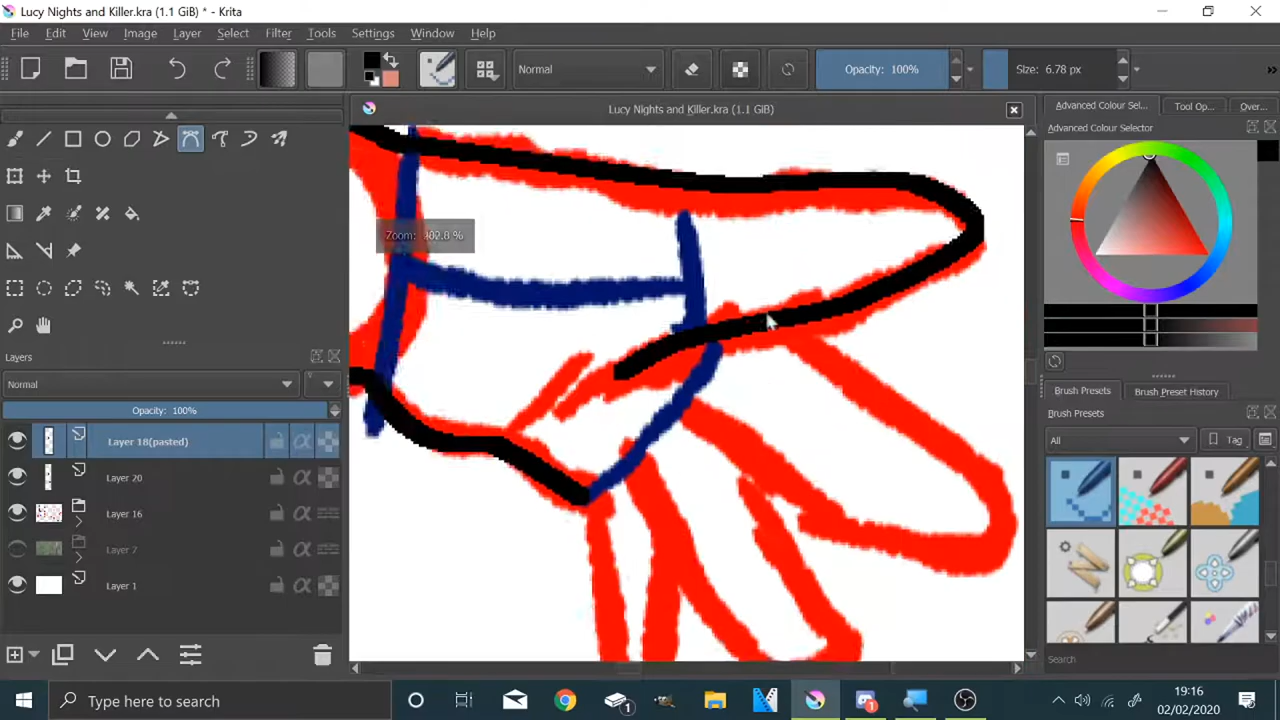 Lucy Nights and Killer.kra (1.1 GiB) * - Krita
File Edit View Image Layer Select Filter Tools Settings Window Help
Normal
Opacity: 100%
Size: 6.78 px
Lucy Nights and Killer.kra (1.1 GiB)
Advanced Colour Sel...
Tool Op...
Over...
Advanced Colour Selector
Layers
Normal
Opacity: 100%
Layer 18(pasted)
Layer 20
Layer 16
Layer 7
Layer 1
Brush Presets
Brush Preset History
Brush Presets
All
Tag
Search
Type here to search
1
1
19:16
02/02/2020